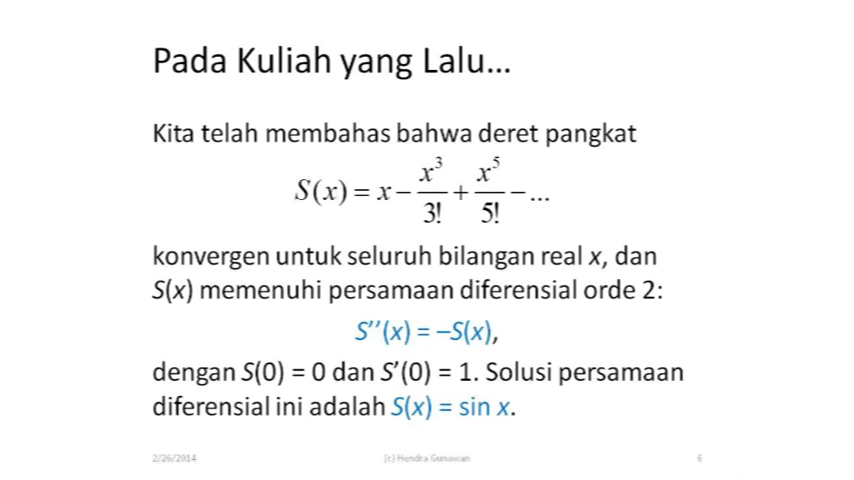 Pada Kuliah yang Lalu…
Kita telah membahas bahwa deret pangkat
S(x) = x − x³/3! + x⁵/5! − ...
konvergen untuk seluruh bilangan real x, dan
S(x) memenuhi persamaan diferensial orde 2:
S’’(x) = –S(x),
dengan S(0) = 0 dan S’(0) = 1. Solusi persamaan
diferensial ini adalah S(x) = sin x.
2/26/2014 (c) Hendra Gunawan 6